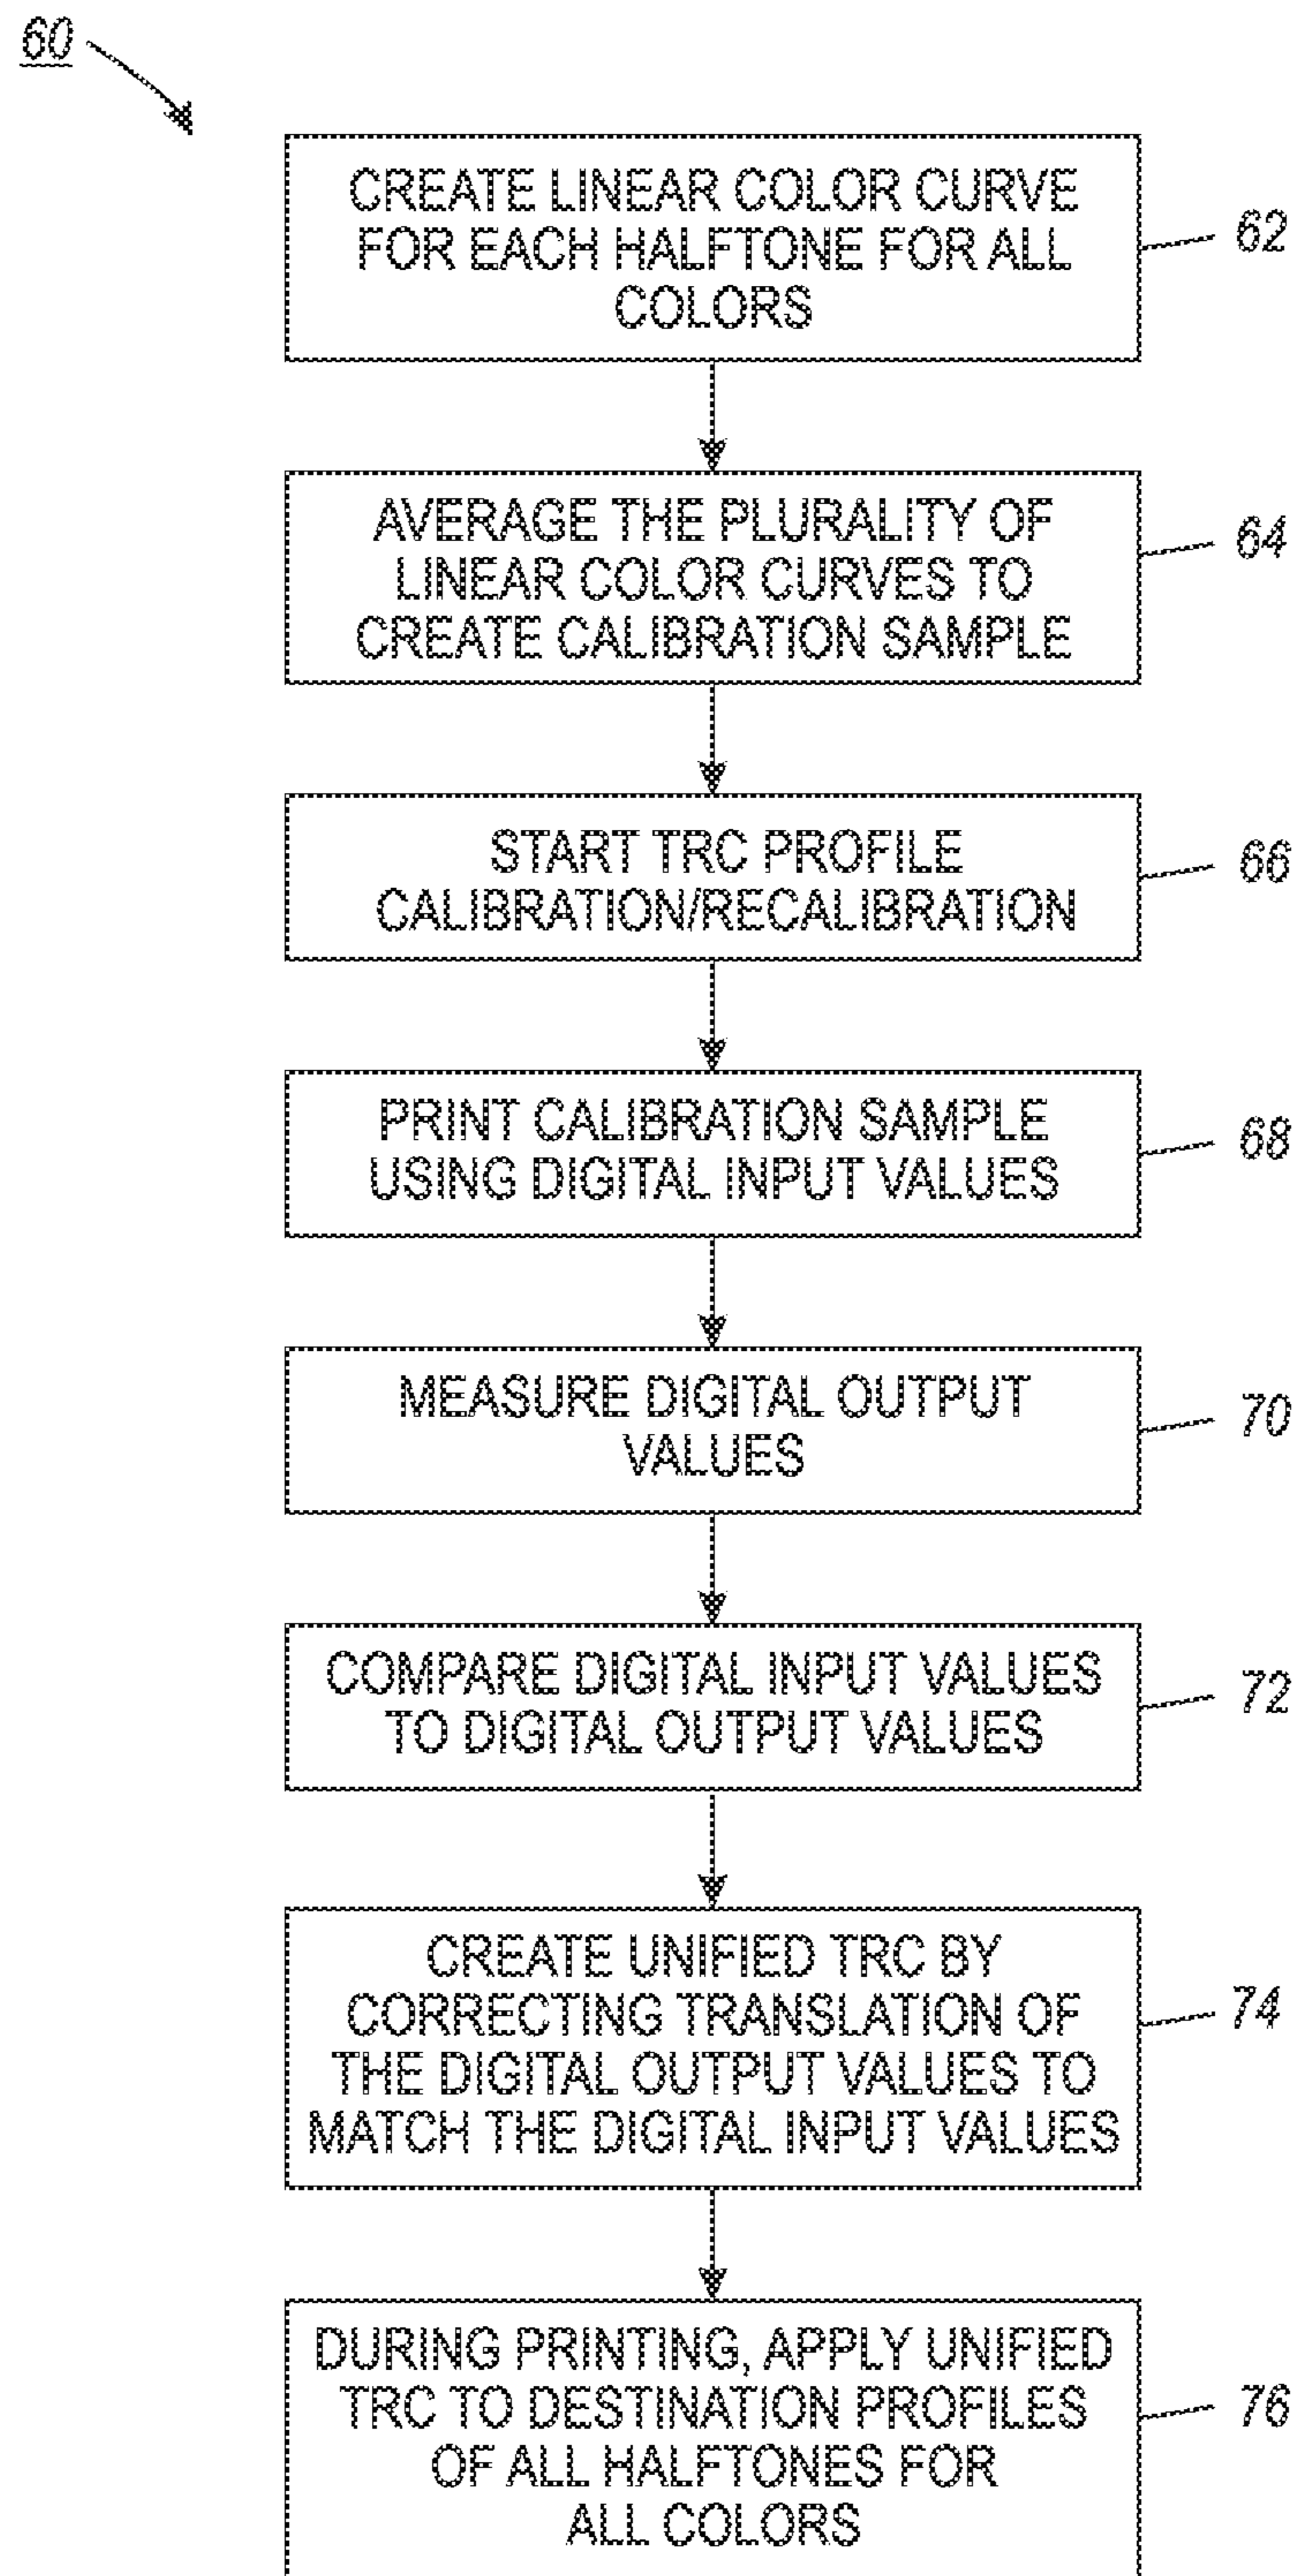 60
CREATE LINEAR COLOR CURVE
FOR EACH HALFTONE FOR ALL
COLORS
62
AVERAGE THE PLURALITY OF
LINEAR COLOR CURVES TO
CREATE CALIBRATION SAMPLE
64
START TRC PROFILE
CALIBRATION/RECALIBRATION
66
PRINT CALIBRATION SAMPLE
USING DIGITAL INPUT VALUES
68
MEASURE DIGITAL OUTPUT
VALUES
70
COMPARE DIGITAL INPUT VALUES
TO DIGITAL OUTPUT VALUES
72
CREATE UNIFIED TRC BY
CORRECTING TRANSLATION OF
THE DIGITAL OUTPUT VALUES TO
MATCH THE DIGITAL INPUT VALUES
74
DURING PRINTING, APPLY UNIFIED
TRC TO DESTINATION PROFILES
OF ALL HALFTONES FOR
ALL COLORS
76